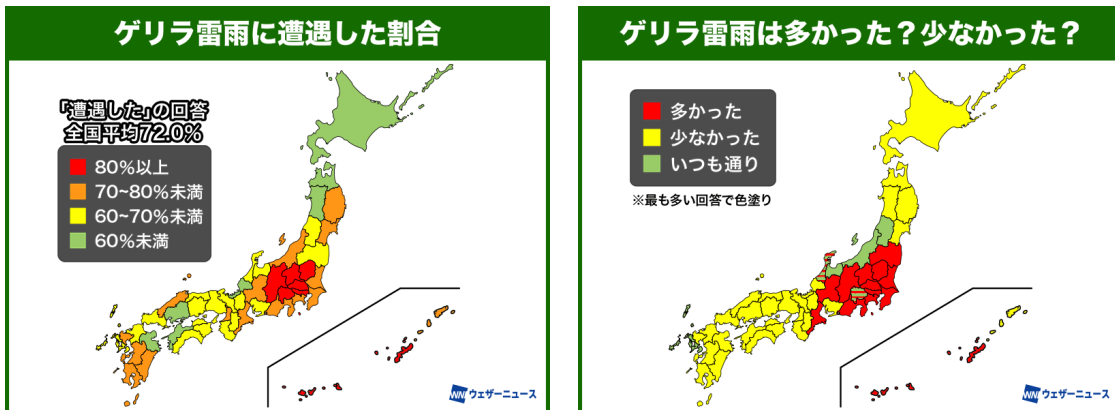 ゲリラ雷雨に遭遇した割合
「遭遇した」の回答
全国平均72.0%
80%以上
70~80%未満
60~70%未満
60%未満
WNI ウェザーニュース
ゲリラ雷雨は多かった？少なかった？
多かった
少なかった
いつも通り
※最も多い回答で色塗り
WNI ウェザーニュース